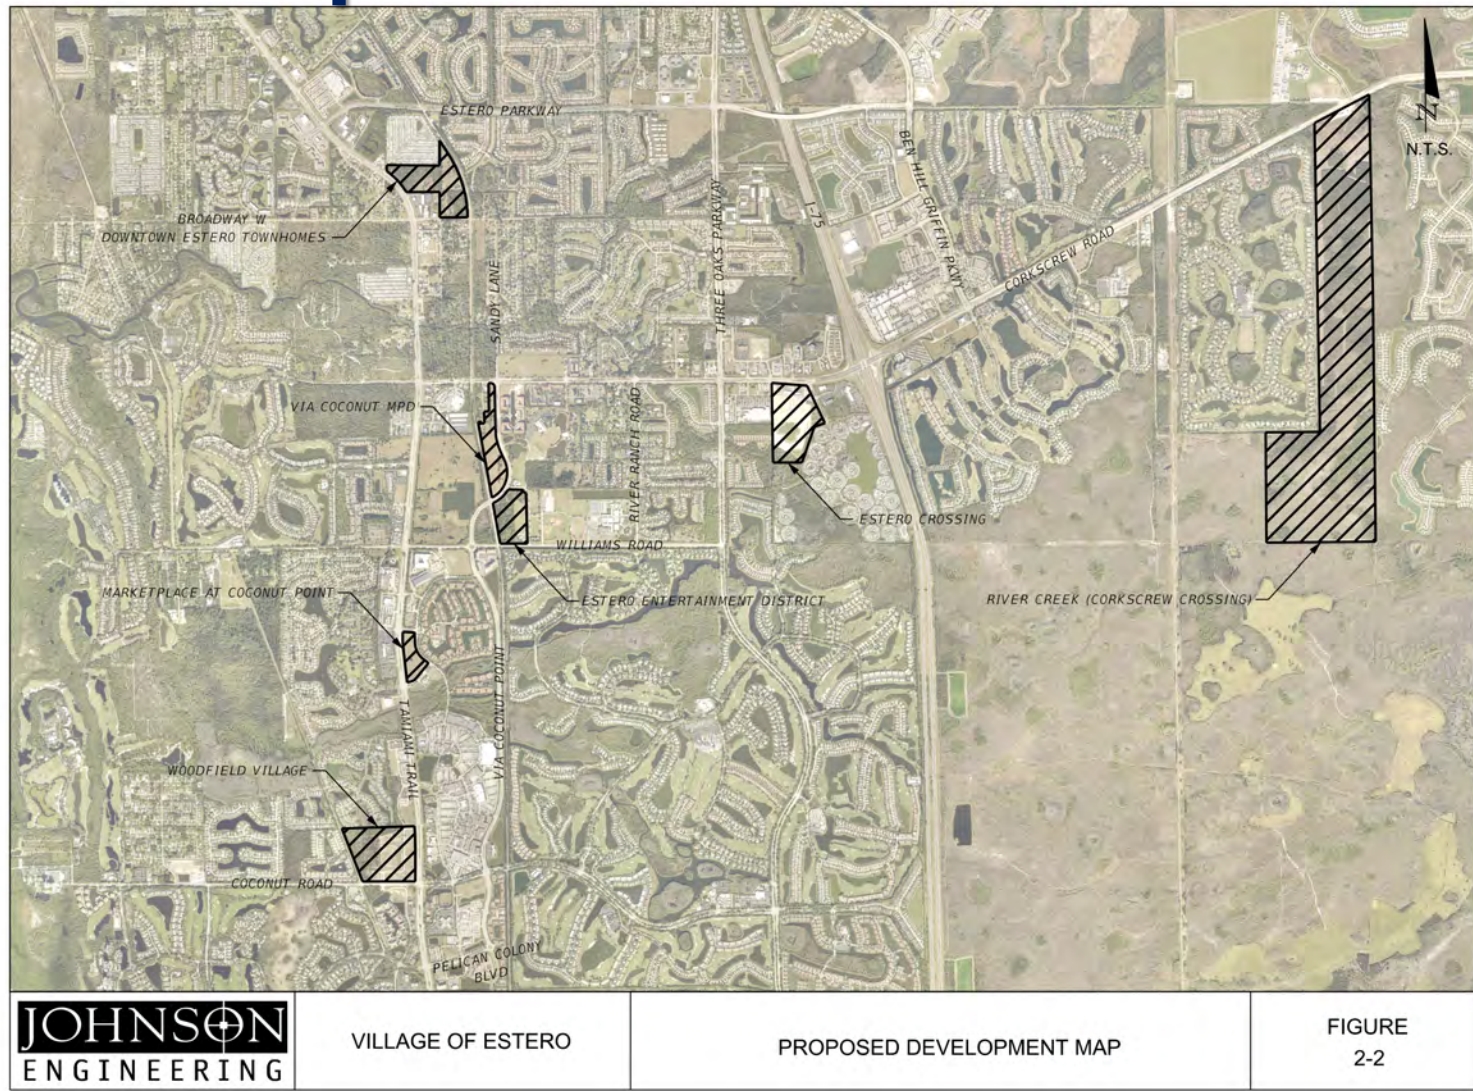 ESTERO PARKWAY
BEN HILL GRIFFIN PKWY
N
N.T.S.
BROADWAY W
DOWNTOWN ESTERO TOWNHOMES
THREE OAKS PARKWAY
I-75
CORKSCREW ROAD
SANDY LANE
VIA COCONUT MPD
RIVER RANCH ROAD
ESTERO CROSSING
WILLIAMS ROAD
MARKETPLACE AT COCONUT POINT
ESTERO ENTERTAINMENT DISTRICT
RIVER CREEK (CORKSCREW CROSSING)
VIA COCONUT POINT
TAMIAMI TRAIL
WOODFIELD VILLAGE
COCONUT ROAD
PELICAN COLONY
BLVD
JOHNSON
ENGINEERING
VILLAGE OF ESTERO
PROPOSED DEVELOPMENT MAP
FIGURE
2-2